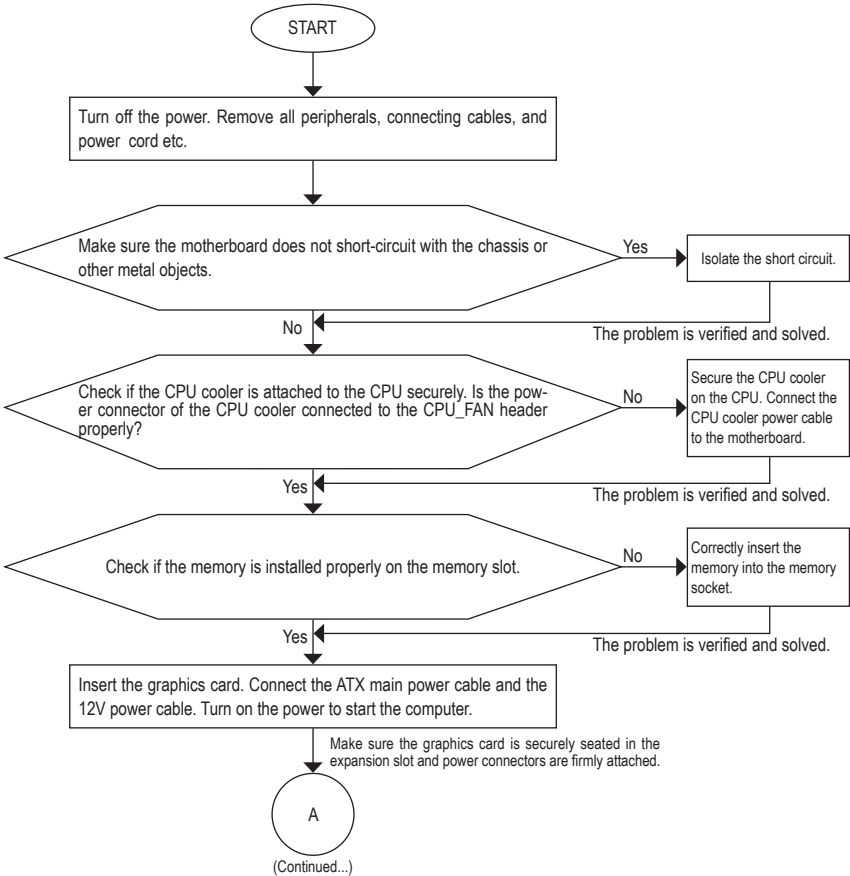 START
Turn off the power. Remove all peripherals, connecting cables, and
power cord etc.
Make sure the motherboard does not short-circuit with the chassis or
other metal objects.
Yes
Isolate the short circuit.
No
The problem is verified and solved.
Check if the CPU cooler is attached to the CPU securely. Is the pow-
er connector of the CPU cooler connected to the CPU_FAN header
properly?
No
Secure the CPU cooler
on the CPU. Connect the
CPU cooler power cable
to the motherboard.
Yes
The problem is verified and solved.
Check if the memory is installed properly on the memory slot.
No
Correctly insert the
memory into the memory
socket.
Yes
The problem is verified and solved.
Insert the graphics card. Connect the ATX main power cable and the
12V power cable. Turn on the power to start the computer.
Make sure the graphics card is securely seated in the
expansion slot and power connectors are firmly attached.
A
(Continued...)